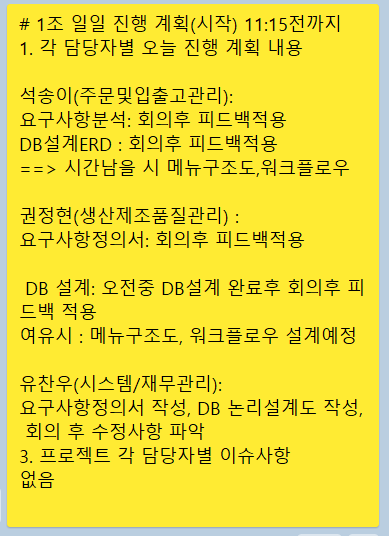 # 1조 일일 진행 계획(시작) 11:15전까지
1. 각 담당자별 오늘 진행 계획 내용
석송이(주문및입출고관리):
요구사항분석: 회의후 피드백적용
DB설계ERD : 회의후 피드백적용
==> 시간남을 시 메뉴구조도,워크플로우
권정현(생산제조품질관리) :
요구사항정의서: 회의후 피드백적용
DB 설계: 오전중 DB설계 완료후 회의후 피
드백 적용
여유시 : 메뉴구조도, 워크플로우 설계예정
유찬우(시스템/재무관리):
요구사항정의서 작성, DB 논리설계도 작성,
회의 후 수정사항 파악
3. 프로젝트 각 담당자별 이슈사항
없음